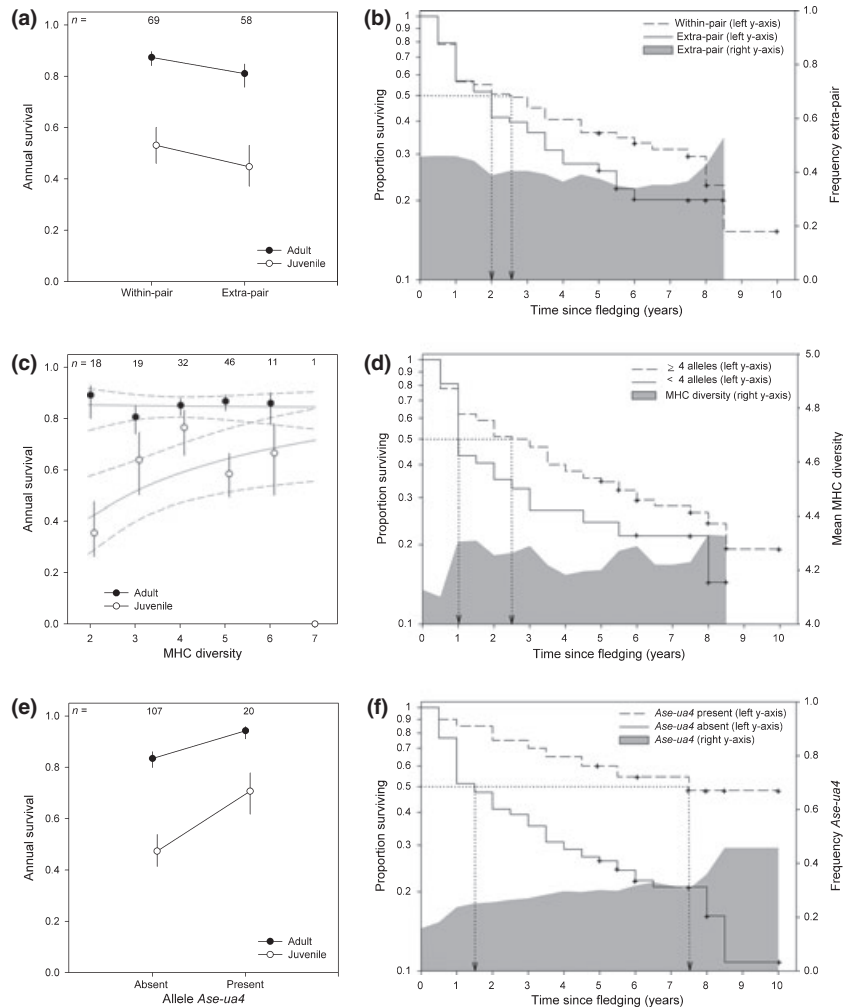 (a)
n = 69 58
1.0
0.8
0.6
0.4
0.2
0.0
Annual survival
Adult
Juvenile
Within-pair Extra-pair
(b)
Within-pair (left y-axis)
Extra-pair (left y-axis)
Extra-pair (right y-axis)
1
0.9
0.8
0.7
0.6
0.5
0.4
0.3
0.2
0.1
Proportion surviving
1.0
0.8
0.6
0.4
0.2
0.0
Frequency extra-pair
0 1 2 3 4 5 6 7 8 9 10
Time since fledging (years)
(c)
n = 18 19 32 46 11 1
1.0
0.8
0.6
0.4
0.2
0.0
Annual survival
Adult
Juvenile
2 3 4 5 6 7
MHC diversity
(d)
≥ 4 alleles (left y-axis)
< 4 alleles (left y-axis)
MHC diversity (right y-axis)
1
0.9
0.8
0.7
0.6
0.5
0.4
0.3
0.2
0.1
Proportion surviving
5.0
4.8
4.6
4.4
4.2
4.0
Mean MHC diversity
0 1 2 3 4 5 6 7 8 9 10
Time since fledging (years)
(e)
n = 107 20
1.0
0.8
0.6
0.4
0.2
0.0
Annual survival
Adult
Juvenile
Absent Present
Allele Ase-ua4
(f)
Ase-ua4 present (left y-axis)
Ase-ua4 absent (left y-axis)
Ase-ua4 (right y-axis)
1
0.9
0.8
0.7
0.6
0.5
0.4
0.3
0.2
0.1
Proportion surviving
1.0
0.8
0.6
0.4
0.2
0.0
Frequency Ase-ua4
0 1 2 3 4 5 6 7 8 9 10
Time since fledging (years)